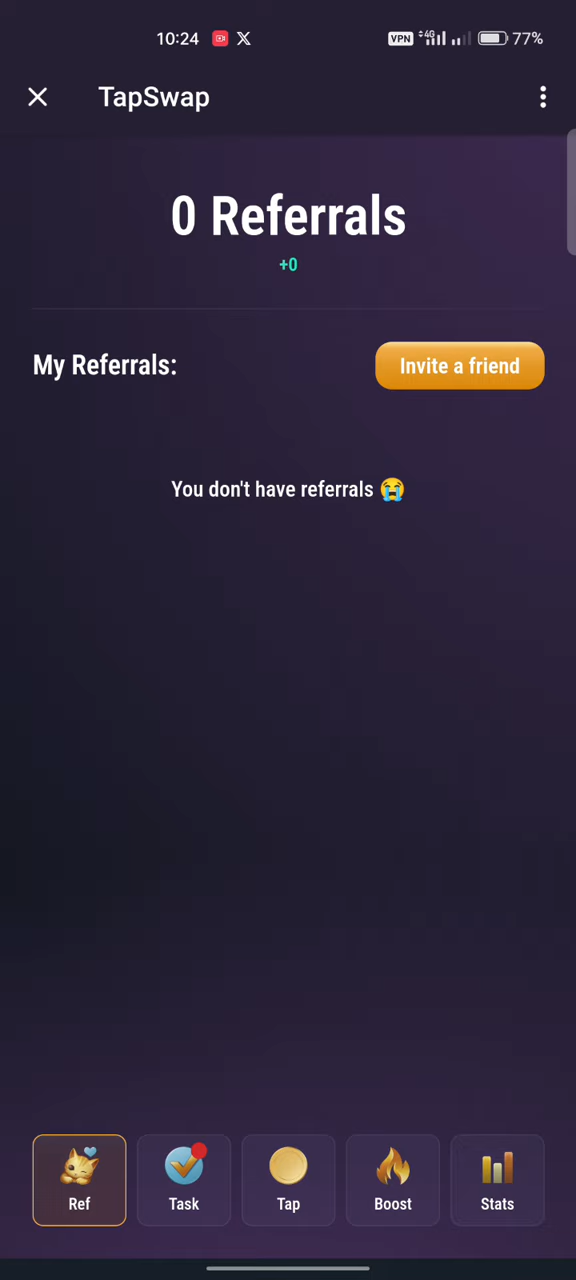 10:24 X VPN 4G 77%
TapSwap
0 Referrals
+0
My Referrals:
Invite a friend
You don't have referrals 😭
Ref Task Tap Boost Stats